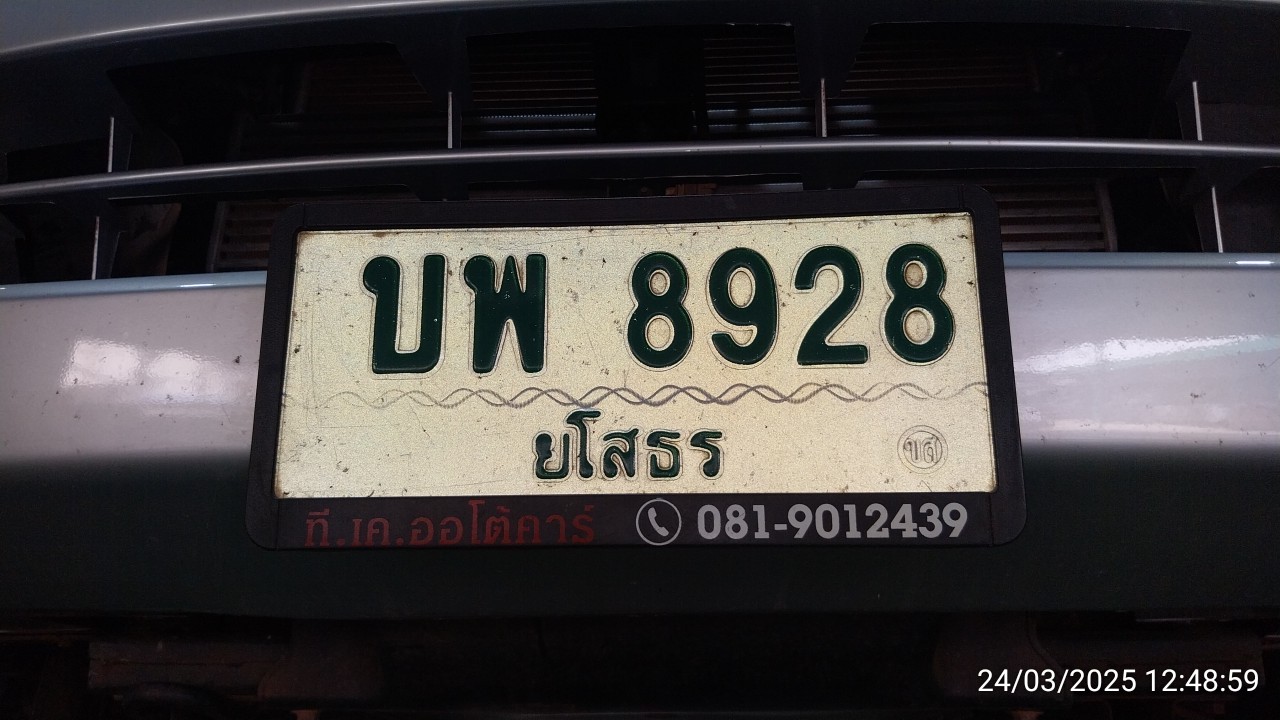 บพ 8928
ยโสธร
ขส
ที.เค.ออโต้คาร์ 081-9012439
24/03/2025 12:48:59